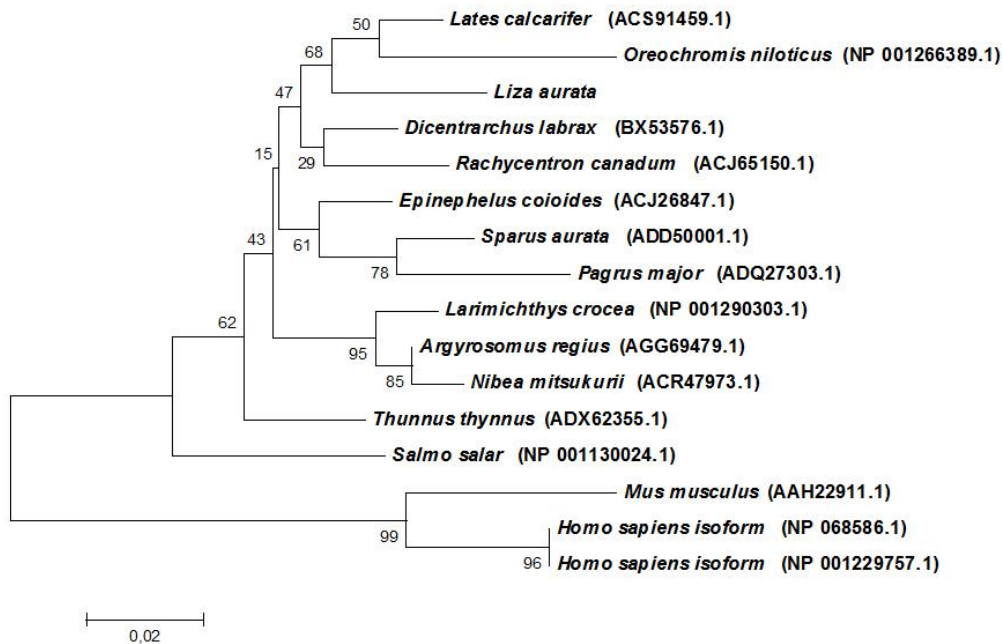 50
Lates calcarifer (ACS91459.1)
Oreochromis niloticus (NP 001266389.1)
68
Liza aurata
47
Dicentrarchus labrax (BX53576.1)
29
Rachycentron canadum (ACJ65150.1)
15
Epinephelus coioides (ACJ26847.1)
61
Sparus aurata (ADD50001.1)
78
Pagrus major (ADQ27303.1)
43
Larimichthys crocea (NP 001290303.1)
95
Argyrosomus regius (AGG69479.1)
85
Nibea mitsukurii (ACR47973.1)
62
Thunnus thynnus (ADX62355.1)
Salmo salar (NP 001130024.1)
Mus musculus (AAH22911.1)
99
Homo sapiens isoform (NP 068586.1)
96
Homo sapiens isoform (NP 001229757.1)
0,02